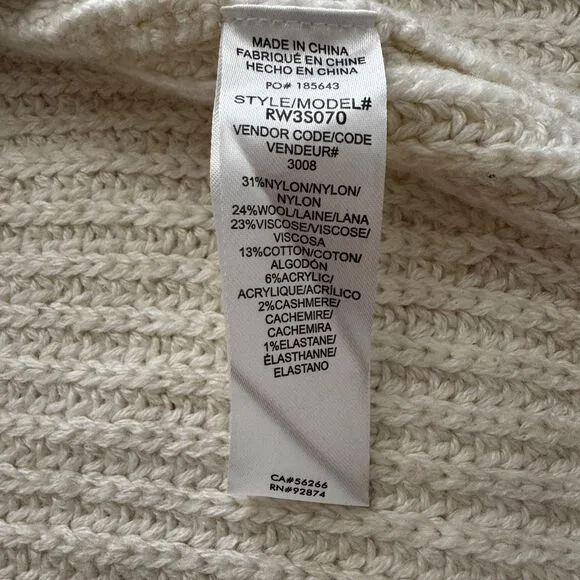 MADE IN CHINA
FABRIQUÉ EN CHINE
HECHO EN CHINA
PO# 185643
STYLE/MODEL#
RW3S070
VENDOR CODE/CODE
VENDEUR#
3008
31%NYLON/NYLON/
NYLON
24%WOOL/LAINE/LANA
23%VISCOSE/VISCOSE/
VISCOSA
13%COTTON/COTON/
ALGODÓN
6%ACRYLIC/
ACRYLIQUE/ACRÍLICO
2%CASHMERE/
CACHEMIRE/
CACHEMIRA
1%ELASTANE/
ÉLASTHANNE/
ELASTANO
CA#56266
RN#92874